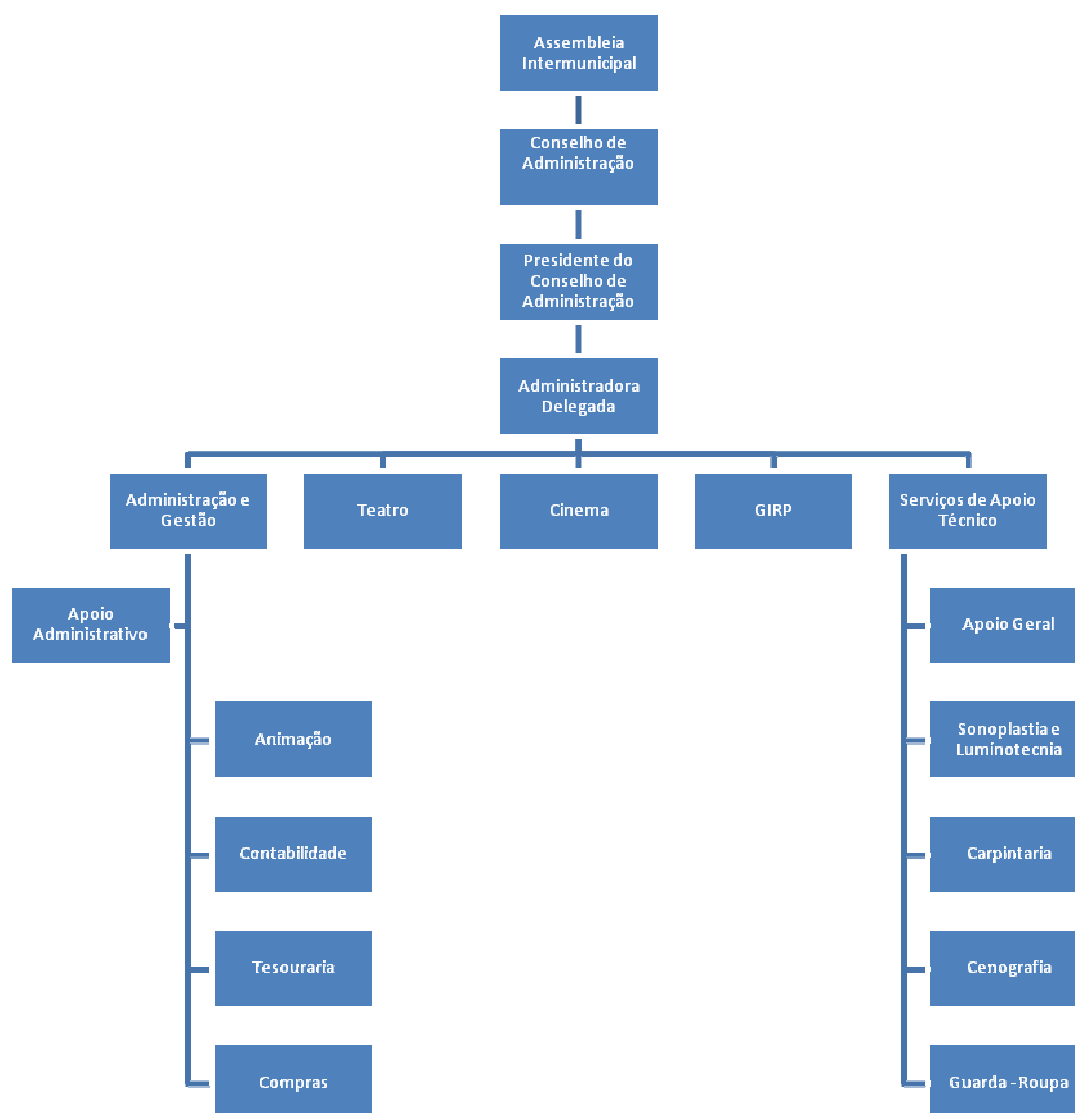 Assembleia
Intermunicipal
Conselho de
Administração
Presidente do
Conselho de
Administração
Administradora
Delegada
Administração e
Gestão
Teatro
Cinema
GIRP
Serviços de Apoio
Técnico
Apoio
Administrativo
Animação
Contabilidade
Tesouraria
Compras
Apoio Geral
Sonoplastia e
Luminotecnia
Carpintaria
Cenografia
Guarda -Roupa